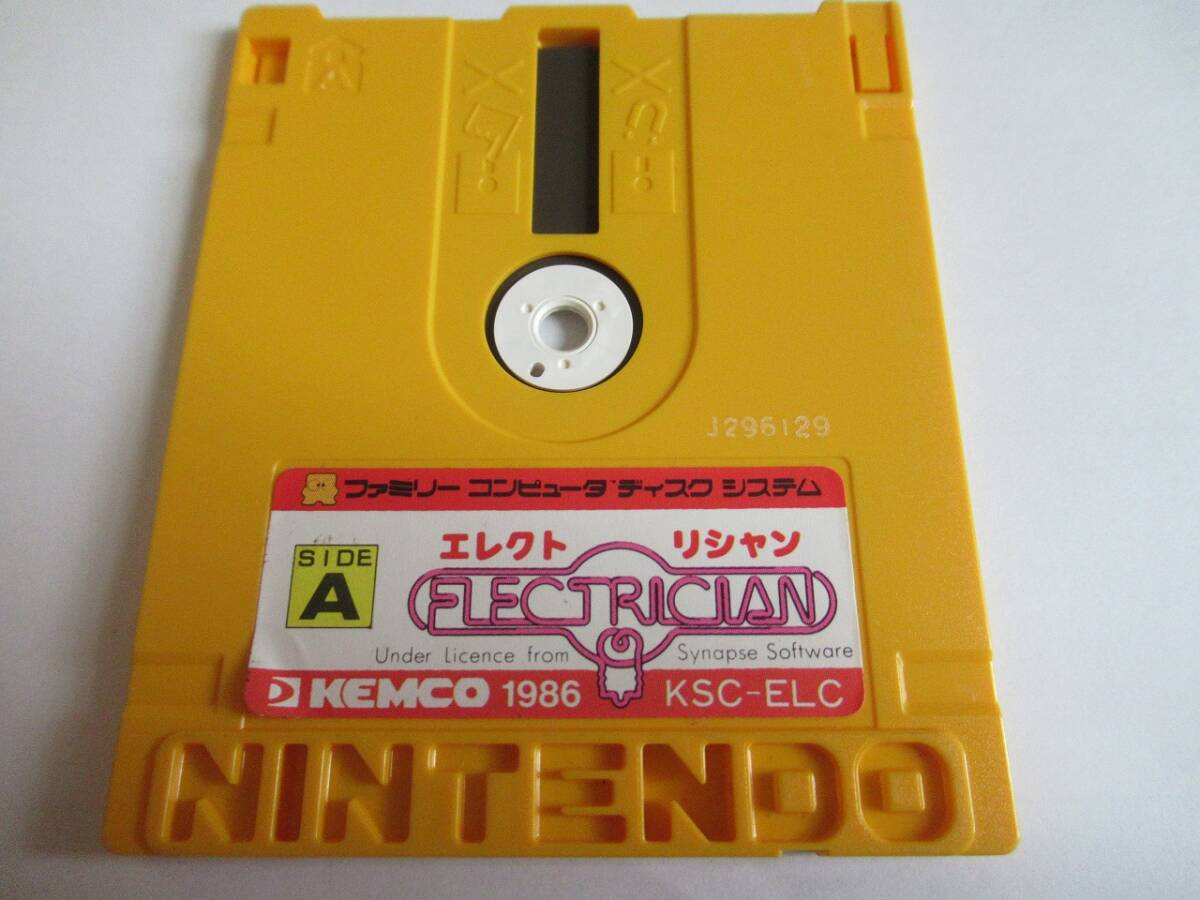 J296129
ファミリー コンピュータ™ ディスク システム
SIDE
A
エレクトリシャン
ELECTRICIAN
Under Licence from Synapse Software
KEMCO 1986 KSC-ELC
NINTENDO